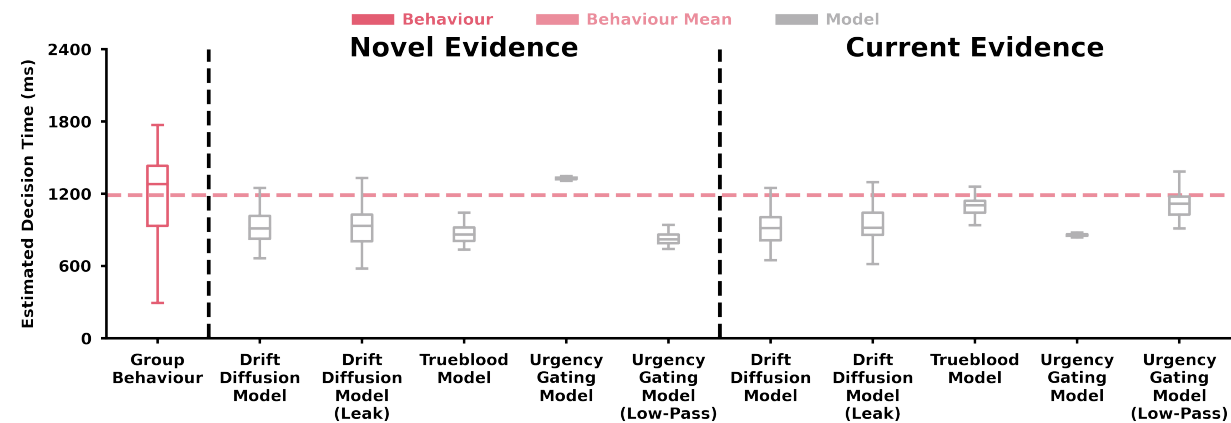 Behaviour
Behaviour Mean
Model
Novel Evidence
Current Evidence
Estimated Decision Time (ms)
2400
1800
1200
600
0
Group
Behaviour
Drift
Diffusion
Model
Drift
Diffusion
Model
(Leak)
Trueblood
Model
Urgency
Gating
Model
Urgency
Gating
Model
(Low-Pass)
Drift
Diffusion
Model
Drift
Diffusion
Model
(Leak)
Trueblood
Model
Urgency
Gating
Model
Urgency
Gating
Model
(Low-Pass)